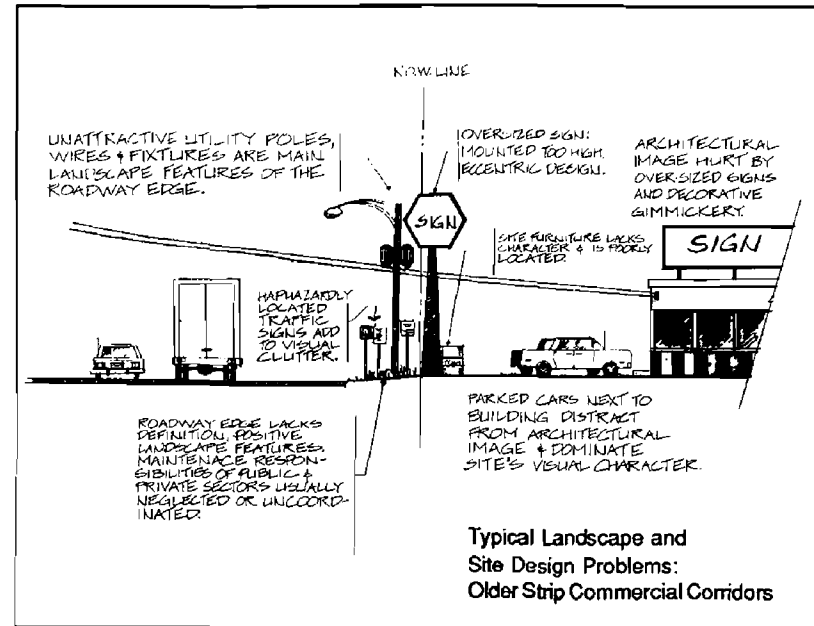 R.O.W. LINE
UNATTRACTIVE UTILITY POLES,
WIRES & FIXTURES ARE MAIN
LANDSCAPE FEATURES OF THE
ROADWAY EDGE.
OVERSIZED SIGN:
MOUNTED TOO HIGH.
ECCENTRIC DESIGN.
ARCHITECTURAL
IMAGE HURT BY
OVERSIZED SIGNS
AND DECORATIVE
GIMMICKERY.
SIGN
SITE FURNITURE LACKS
CHARACTER & IS POORLY
LOCATED.
SIGN
HAPHAZARDLY
LOCATED
TRAFFIC
SIGNS ADD
TO VISUAL
CLUTTER.
ROADWAY EDGE LACKS
DEFINITION, POSITIVE
LANDSCAPE FEATURES.
MAINTENACE RESPON-
SIBILITIES OF PUBLIC &
PRIVATE SECTORS USUALLY
NEGLECTED OR UNCOORD-
INATED.
PARKED CARS NEXT TO
BUILDING DISTRACT
FROM ARCHITECTURAL
IMAGE & DOMINATE
SITE'S VISUAL CHARACTER.
Typical Landscape and
Site Design Problems:
Older Strip Commercial Corridors